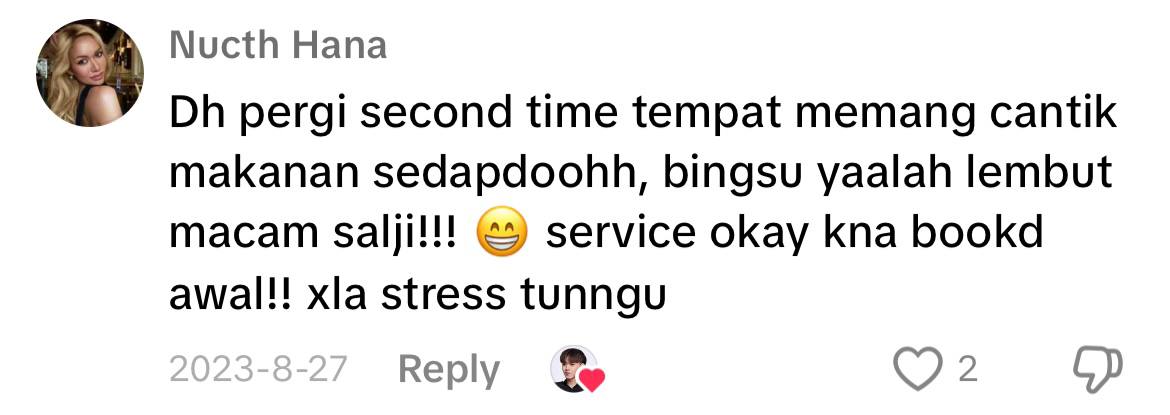 Nucth Hana
Dh pergi second time tempat memang cantik
makanan sedapdoohh, bingsu yaalah lembut
macam salji!!! 😁 service okay kna bookd
awal!! xla stress tunngu
2023-8-27 Reply 2